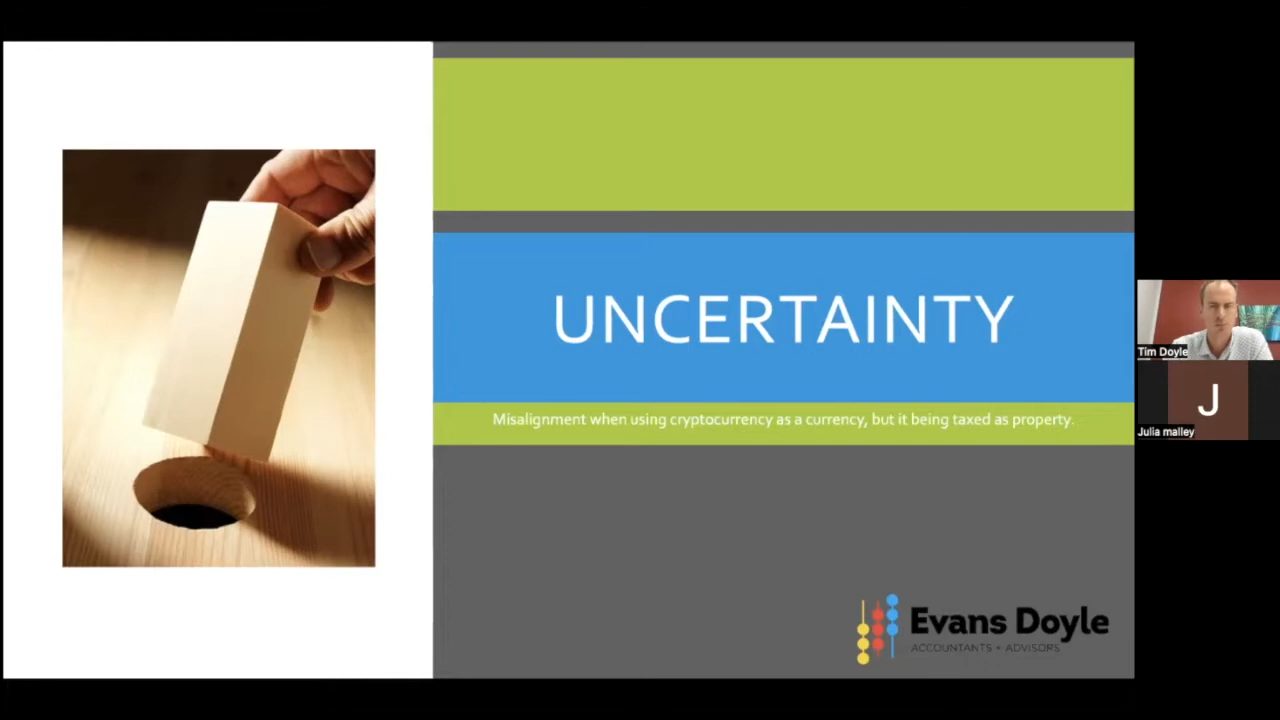 UNCERTAINTY
Misalignment when using cryptocurrency as a currency, but it being taxed as property.
Evans Doyle
ACCOUNTANTS + ADVISORS
Tim Doyle
J
Julia malley